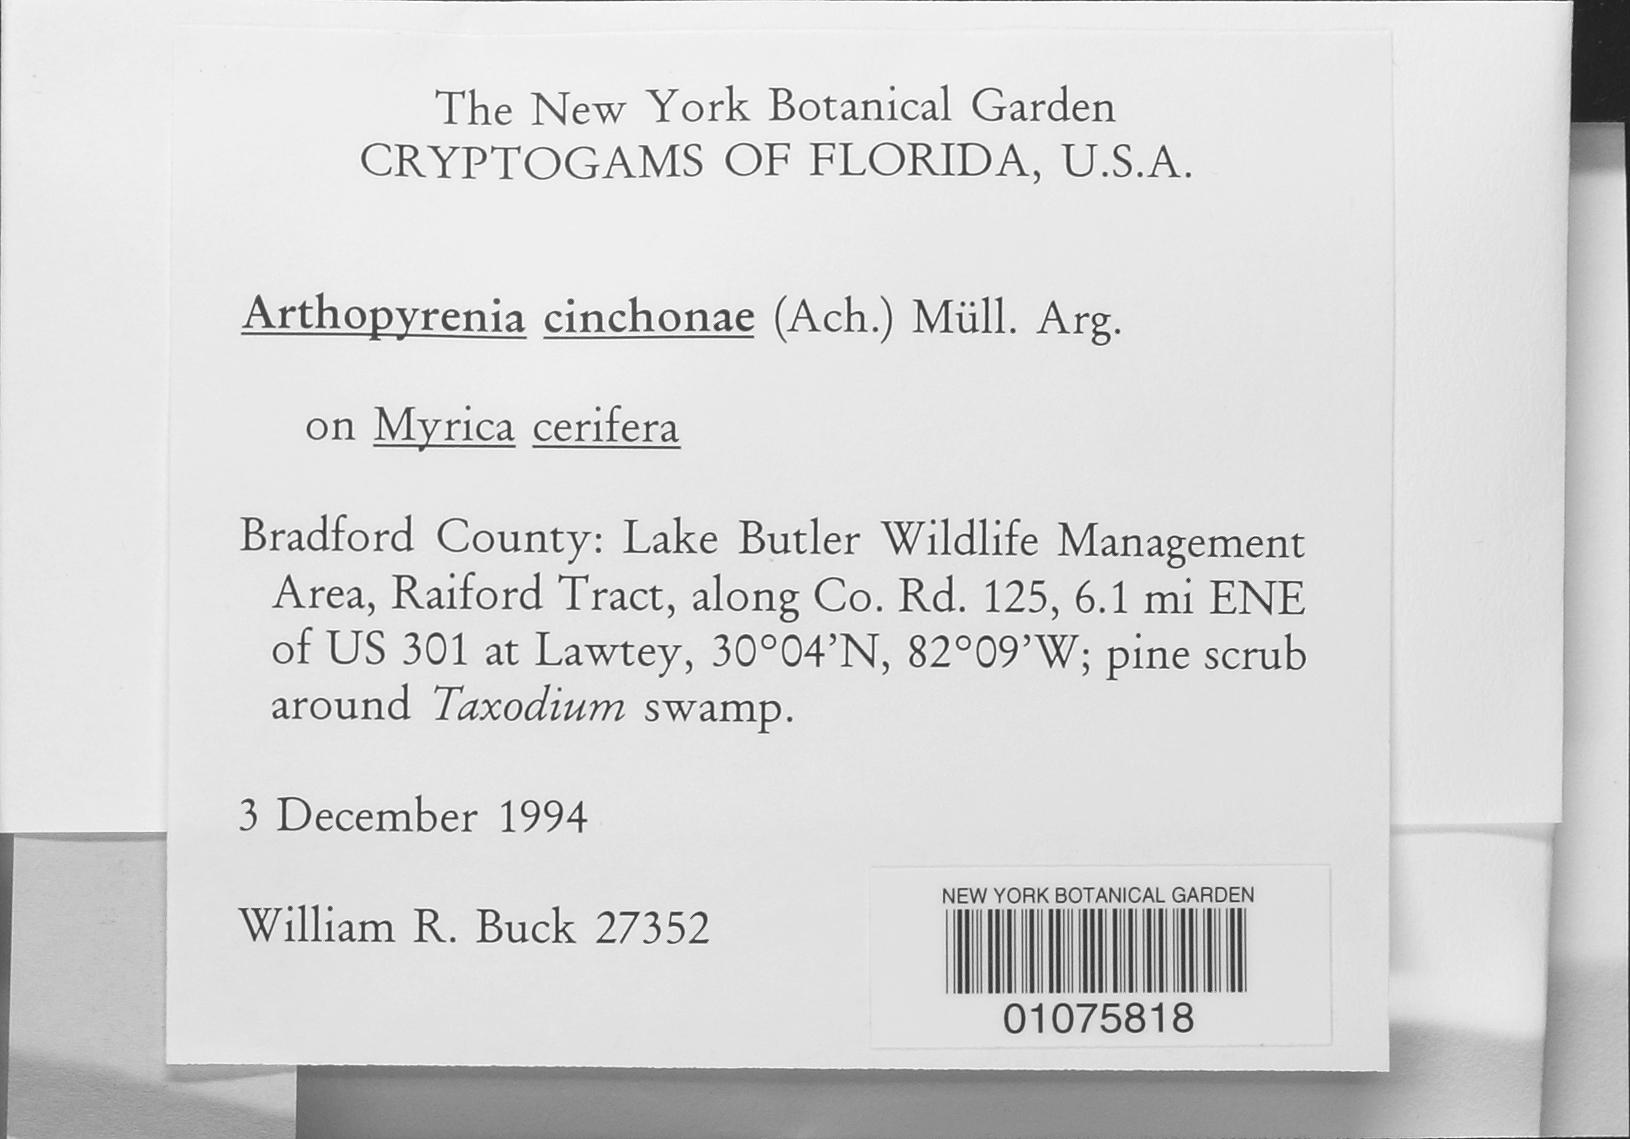 The New York Botanical Garden
CRYPTOGAMS OF FLORIDA, U.S.A.
Arthopyrenia cinchonae (Ach.) Müll. Arg.
on Myrica cerifera
Bradford County: Lake Butler Wildlife Management
Area, Raiford Tract, along Co. Rd. 125, 6.1 mi ENE
of US 301 at Lawtey, 30°04'N, 82°09'W; pine scrub
around Taxodium swamp.
3 December 1994
William R. Buck 27352
NEW YORK BOTANICAL GARDEN
01075818